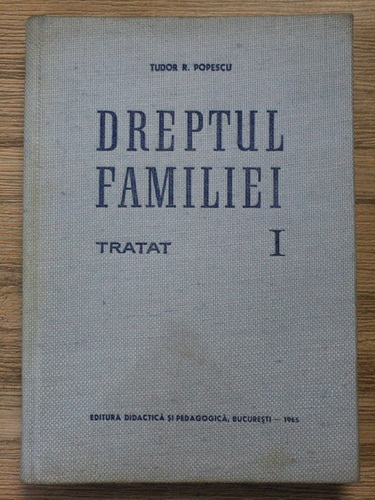 TUDOR R. POPESCU
DREPTUL
FAMILIEI
TRATAT I
EDITURA DIDACTICĂ ȘI PEDAGOGICĂ, BUCUREȘTI — 1965